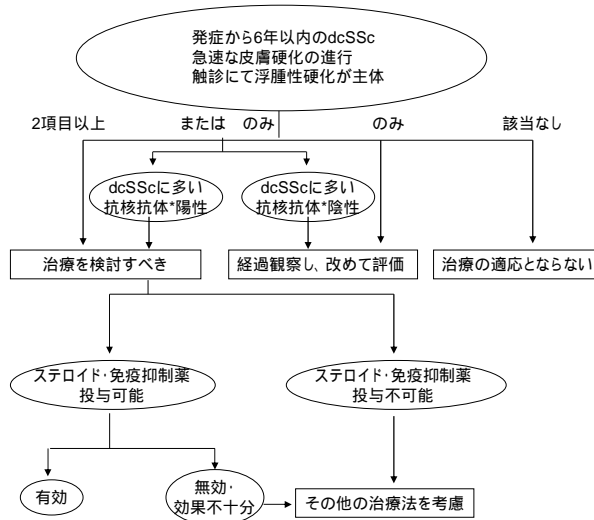 発症から6年以内のdcSSc
急速な皮膚硬化の進行
触診にて浮腫性硬化が主体
2項目以上
または のみ
のみ
該当なし
dcSScに多い
抗核抗体*陽性
dcSScに多い
抗核抗体*陰性
治療を検討すべき
経過観察し、改めて評価
治療の適応とならない
ステロイド・免疫抑制薬
投与可能
ステロイド・免疫抑制薬
投与不可能
有効
無効・
効果不十分
その他の治療法を考慮